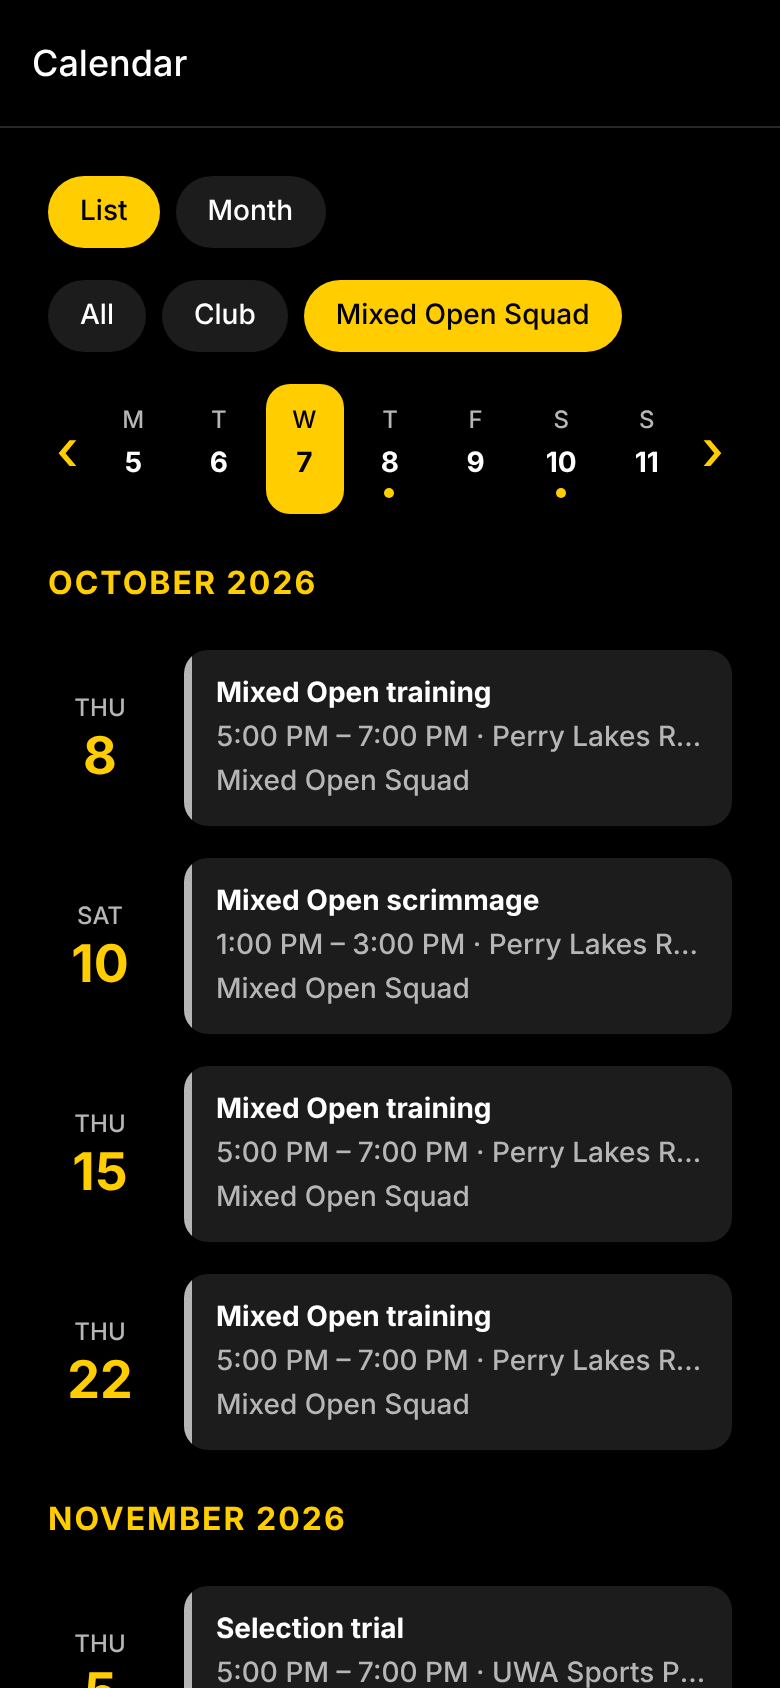 Calendar
List Month
All Club Mixed Open Squad
M T W T F S S
‹ 5 6 7 8 9 10 11 ›
OCTOBER 2026
THU
8
Mixed Open training
5:00 PM – 7:00 PM · Perry Lakes R...
Mixed Open Squad
SAT
10
Mixed Open scrimmage
1:00 PM – 3:00 PM · Perry Lakes R...
Mixed Open Squad
THU
15
Mixed Open training
5:00 PM – 7:00 PM · Perry Lakes R...
Mixed Open Squad
THU
22
Mixed Open training
5:00 PM – 7:00 PM · Perry Lakes R...
Mixed Open Squad
NOVEMBER 2026
THU
5
Selection trial
5:00 PM – 7:00 PM · UWA Sports P...